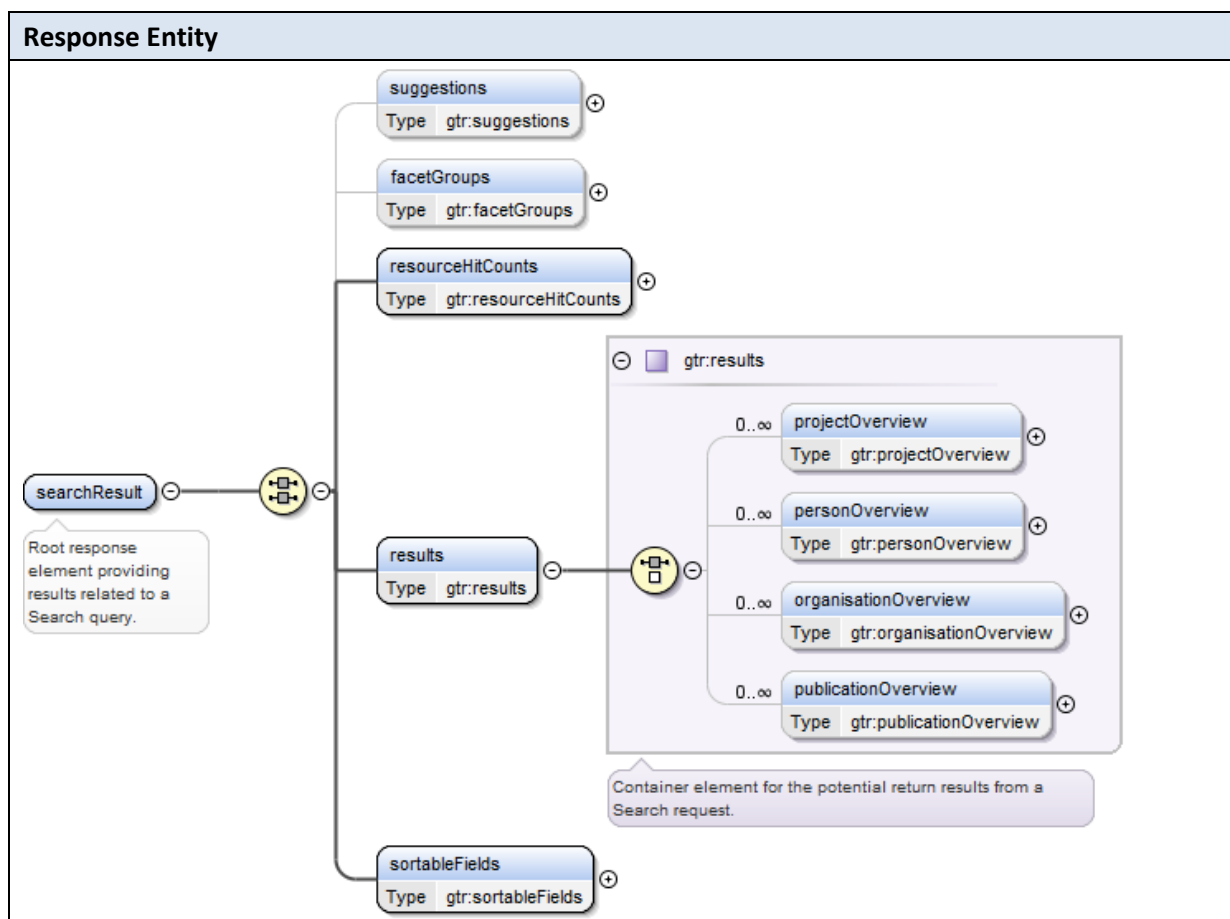 Response Entity
suggestions
Type gtr:suggestions
facetGroups
Type gtr:facetGroups
resourceHitCounts
Type gtr:resourceHitCounts
gtr:results
0..∞ projectOverview
Type gtr:projectOverview
0..∞ personOverview
Type gtr:personOverview
searchResult
Root response
element providing
results related to a
Search query.
results
Type gtr:results
0..∞ organisationOverview
Type gtr:organisationOverview
0..∞ publicationOverview
Type gtr:publicationOverview
Container element for the potential return results from a
Search request.
sortableFields
Type gtr:sortableFields